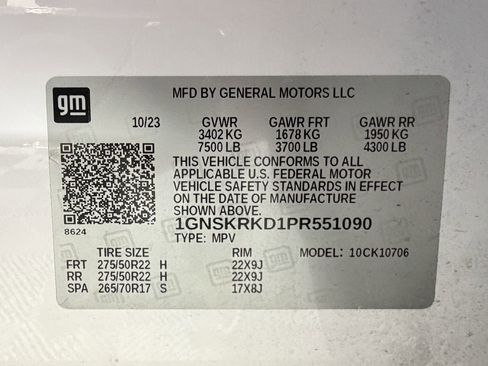 gm
MFD BY GENERAL MOTORS LLC
10/23 GVWR GAWR FRT GAWR RR
3402 KG 1678 KG 1950 KG
7500 LB 3700 LB 4300 LB
THIS VEHICLE CONFORMS TO ALL
APPLICABLE U.S. FEDERAL MOTOR
VEHICLE SAFETY STANDARDS IN EFFECT
ON THE DATE OF MANUFACTURE
SHOWN ABOVE.
8624
1GNSKRKD1PR551090
TYPE: MPV MODEL: 10CK10706
TIRE SIZE RIM
FRT 275/50R22 H 22X9J
RR 275/50R22 H 22X9J
SPA 265/70R17 S 17X8J